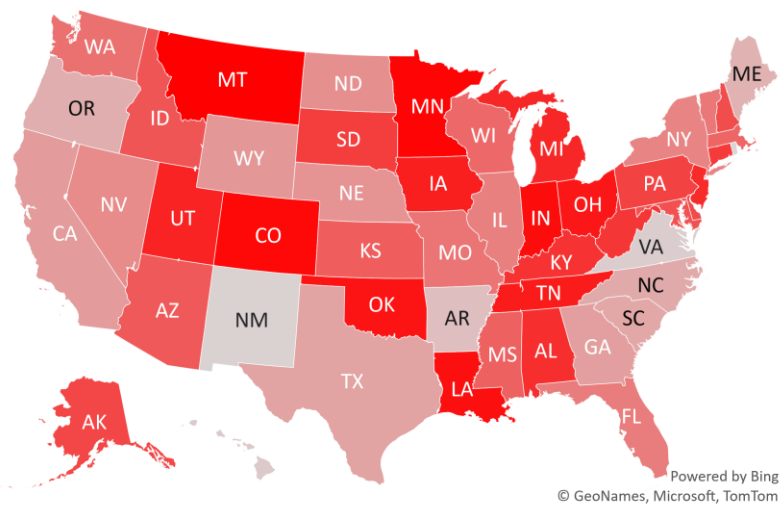 WA
MT
ND
MN
ME
OR
ID
SD
WI
NY
WY
MI
IA
PA
NE
NV
UT
CO
IL
IN
OH
CA
KS
MO
KY
VA
AZ
NM
OK
AR
TN
NC
SC
MS
AL
GA
TX
LA
AK
FL
Powered by Bing
© GeoNames, Microsoft, TomTom